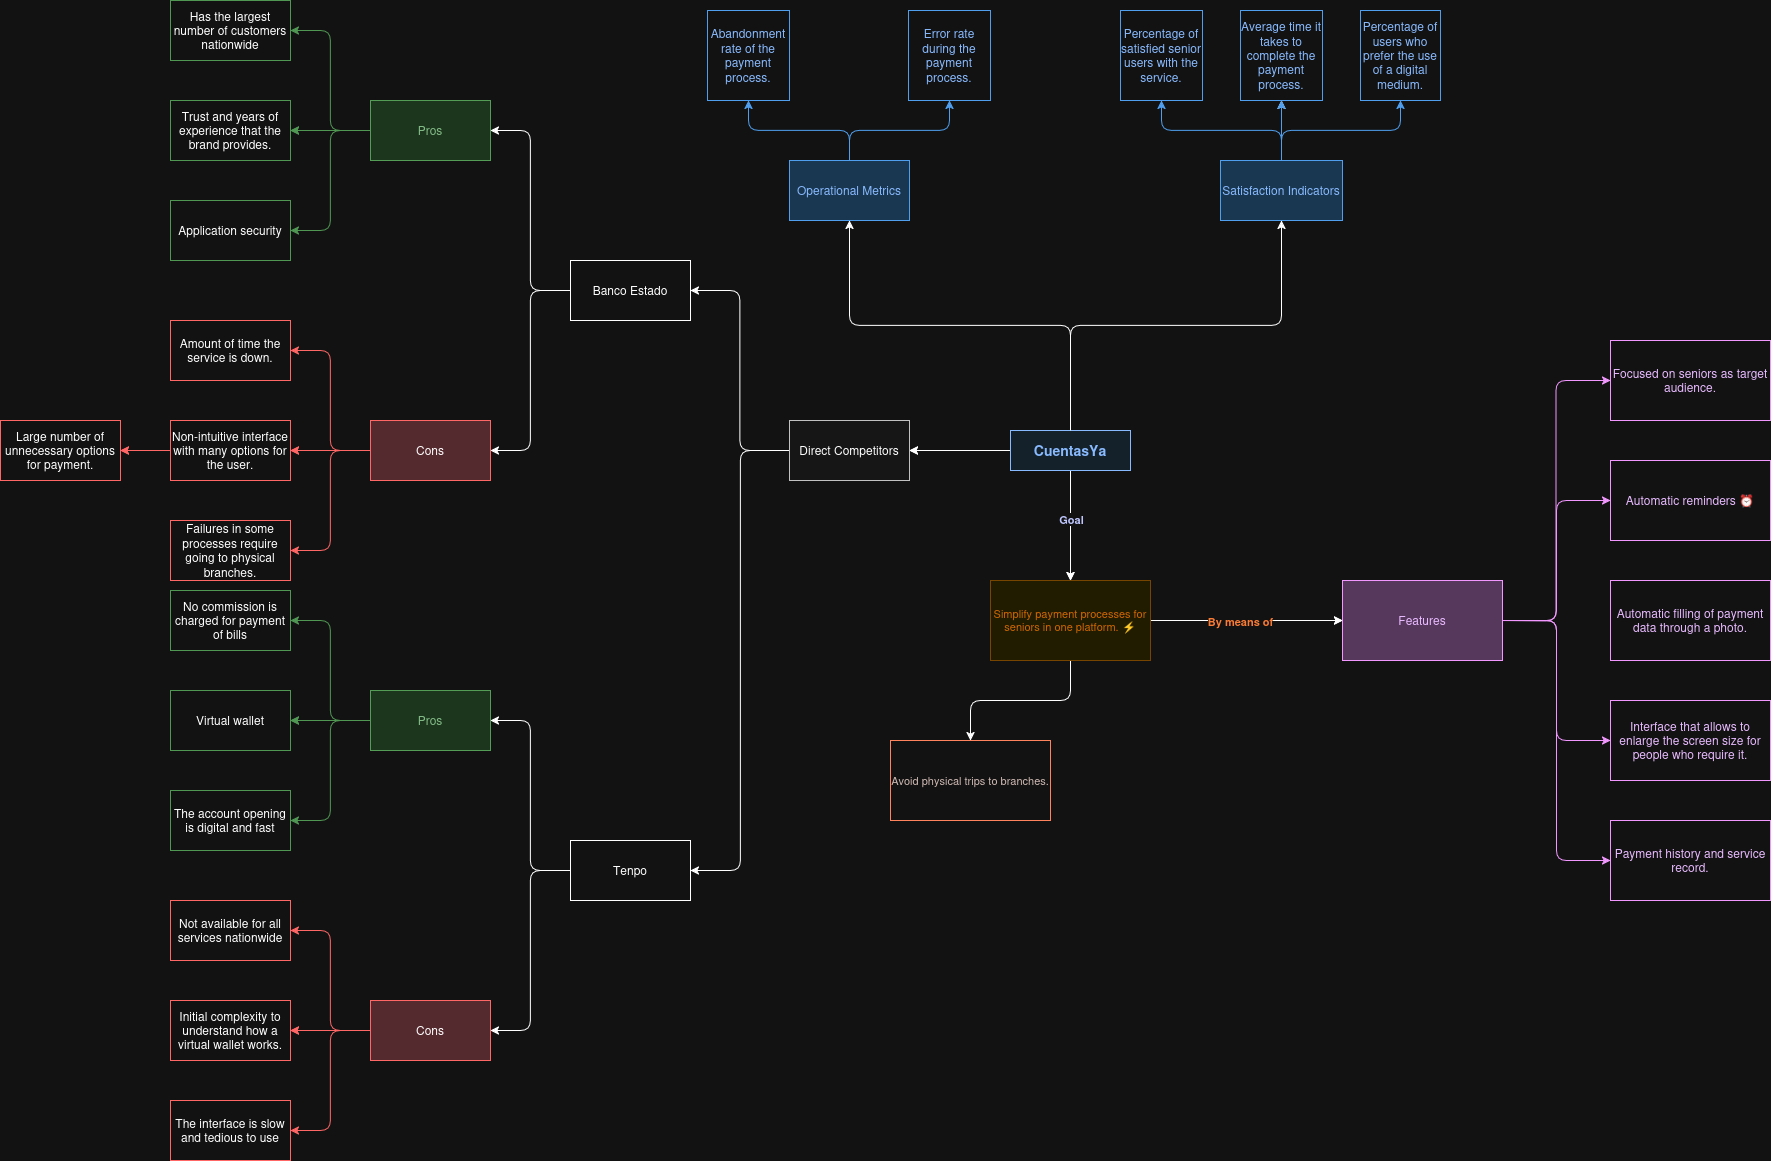 Has the largest
number of customers
nationwide
Trust and years of
experience that the
brand provides.
Application security
Pros
Amount of time the
service is down.
Large number of
unnecessary options
for payment.
Non-intuitive interface
with many options for
the user.
Failures in some
processes require
going to physical
branches.
Cons
Banco Estado
No commission is
charged for payment
of bills
Virtual wallet
The account opening
is digital and fast
Pros
Not available for all
services nationwide
Initial complexity to
understand how a
virtual wallet works.
The interface is slow
and tedious to use
Cons
Tenpo
Direct Competitors
Abandonment
rate of the
payment
process.
Error rate
during the
payment
process.
Operational Metrics
Percentage of
satisfied senior
users with the
service.
Average time it
takes to
complete the
payment
process.
Percentage of
users who
prefer the use
of a digital
medium.
Satisfaction Indicators
CuentasYa
Goal
Simplify payment processes for
seniors in one platform. ⚡
By means of
Avoid physical trips to branches.
Features
Focused on seniors as target
audience.
Automatic reminders ⏰
Automatic filling of payment
data through a photo.
Interface that allows to
enlarge the screen size for
people who require it.
Payment history and service
record.